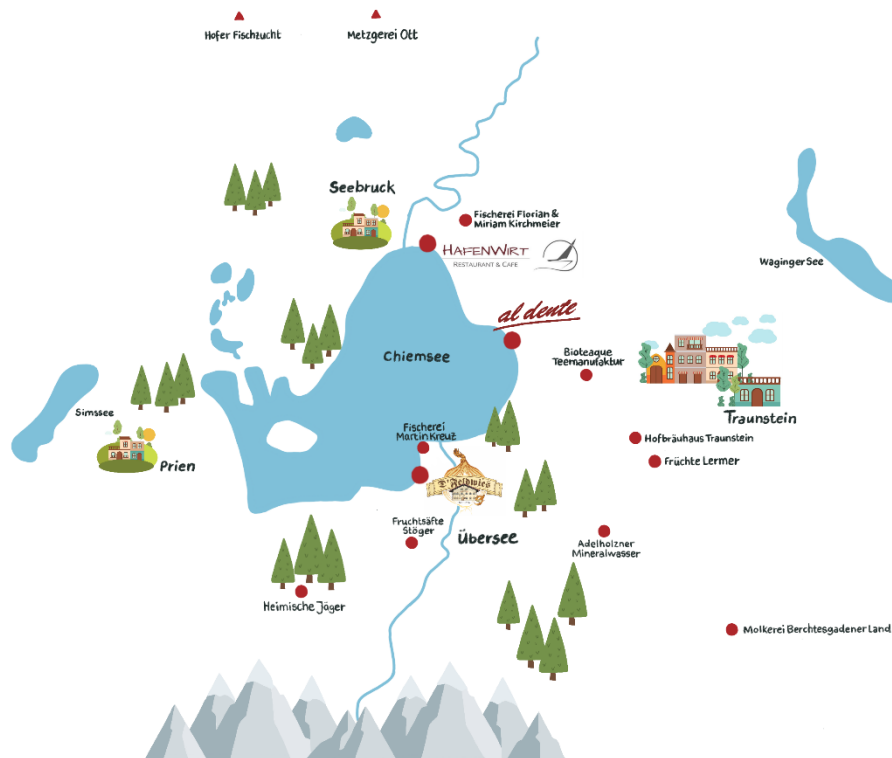 Hofer Fischzucht
Metzgerei Ott
Seebruck
Fischerei Florian &
Miriam Kirchmeier
HAFENWIRT
RESTAURANT & CAFE
Waginger See
al dente
Chiemsee
Bioteaque
Teemanufaktur
Simssee
Traunstein
Fischerei
Martin Kreuz
Hofbräuhaus Traunstein
Prien
Früchte Lermer
D'Feldwies
Fruchtsäfte
Stöger
Übersee
Adelholzner
Mineralwasser
Heimische Jäger
Molkerei Berchtesgadener Land